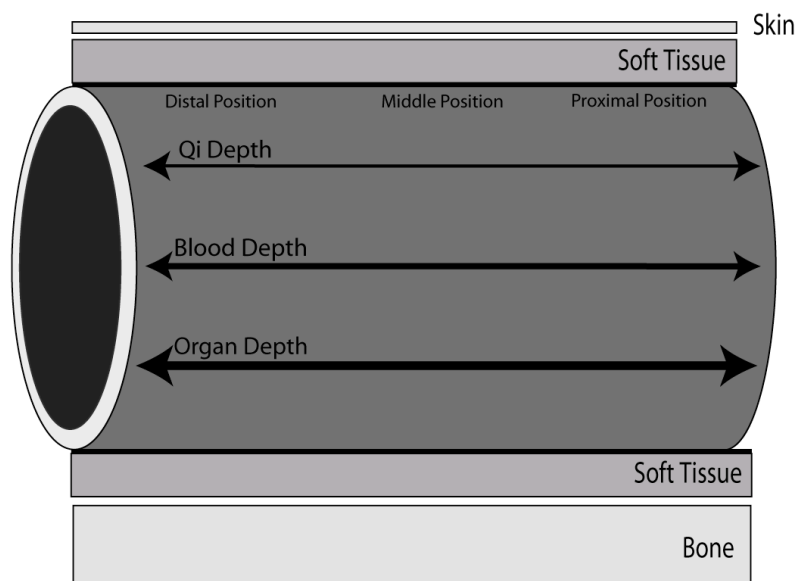 Skin
Soft Tissue
Distal Position Middle Position Proximal Position
Qi Depth
Blood Depth
Organ Depth
Soft Tissue
Bone